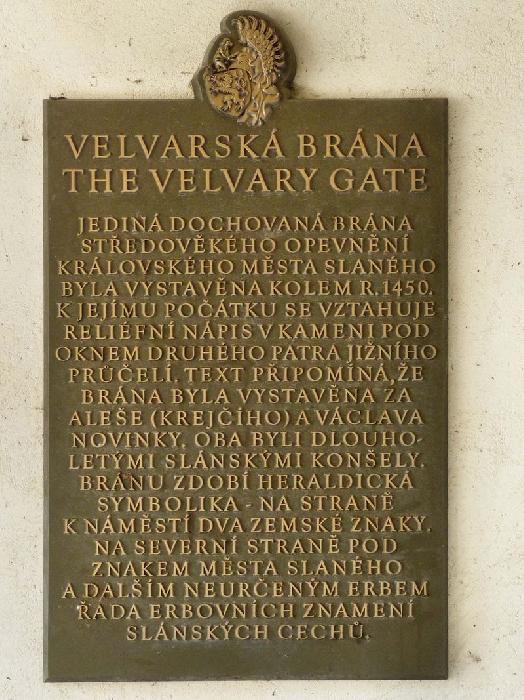 VELVARSKÁ BRÁNA
THE VELVARY GATE
JEDINÁ DOCHOVANÁ BRÁNA
STŘEDOVĚKÉHO OPEVNĚNÍ
KRÁLOVSKÉHO MĚSTA SLANÉHO
BYLA VYSTAVĚNA KOLEM R.1450.
K JEJÍMU POČÁTKU SE VZTAHUJE
RELIÉFNÍ NÁPIS V KAMENI POD
OKNEM DRUHÉHO PATRA JIŽNÍHO
PRŮČELÍ. TEXT PŘIPOMÍNÁ,ŽE
BRÁNA BYLA VYSTAVĚNA ZA
ALEŠE (KREJČÍHO) A VÁCLAVA
NOVINKY. OBA BYLI DLOUHO-
LETÝMI SLÁNSKÝMI KONŠELY.
BRÁNU ZDOBÍ HERALDICKÁ
SYMBOLIKA - NA STRANĚ
K NÁMĚSTÍ DVA ZEMSKÉ ZNAKY.
NA SEVERNÍ STRANĚ POD
ZNAKEM MĚSTA SLANÉHO
A DALŠÍM NEURČENÝM ERBEM
ŘADA ERBOVNÍCH ZNAMENÍ
SLÁNSKÝCH CECHŮ.